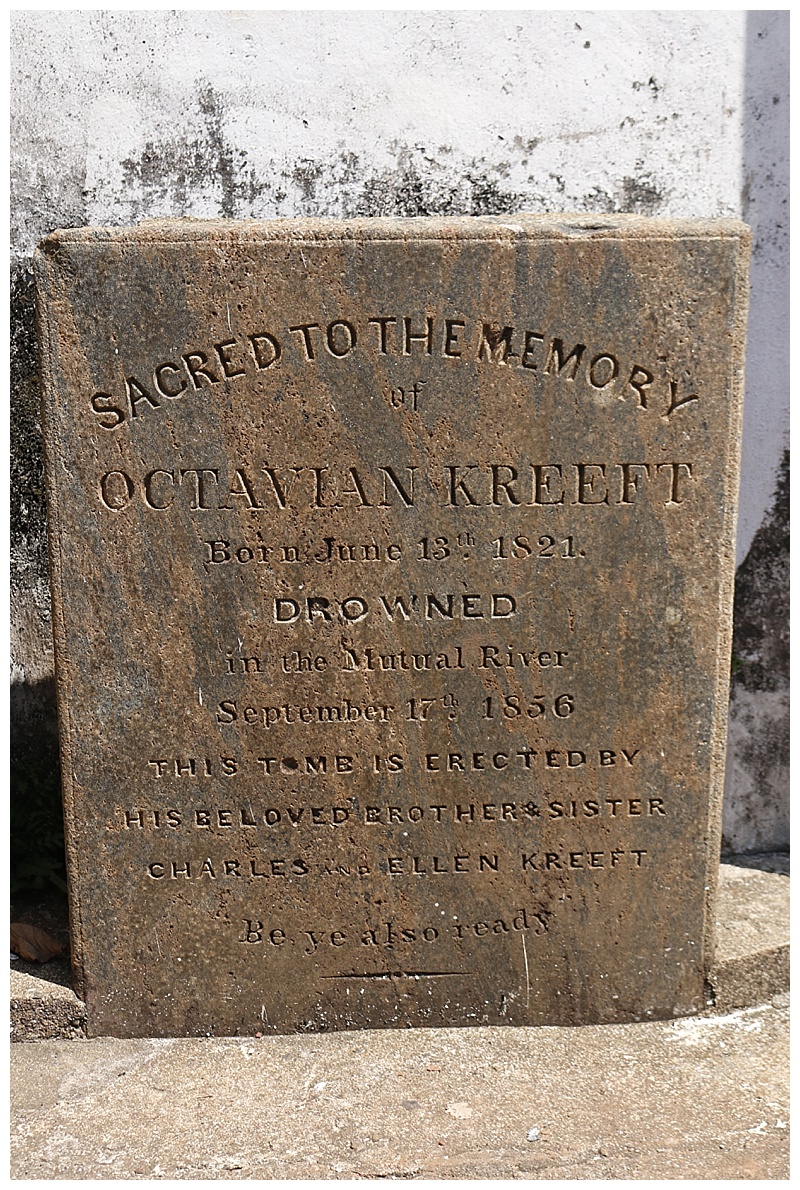 SACRED TO THE MEMORY
of
OCTAVIAN KREEFT
Born June 13th. 1821.
DROWNED
in the Mutual River
September 17th. 1856
THIS TOMB IS ERECTED BY
HIS BELOVED BROTHER & SISTER
CHARLES AND ELLEN KREEFT
Be ye also ready